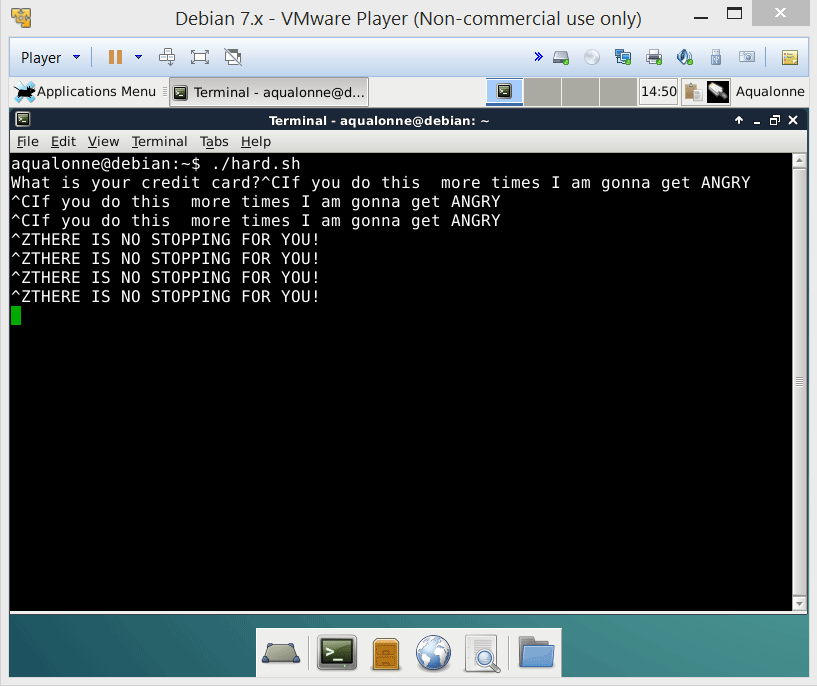 Debian 7.x - VMware Player (Non-commercial use only)
Player
Applications Menu Terminal - aqualonne@d... 14:50 Aqualonne
Terminal - aqualonne@debian: ~
File Edit View Terminal Tabs Help
aqualonne@debian:~$ ./hard.sh
What is your credit card?^CIf you do this  more times I am gonna get ANGRY
^CIf you do this  more times I am gonna get ANGRY
^CIf you do this  more times I am gonna get ANGRY
^ZTHERE IS NO STOPPING FOR YOU!
^ZTHERE IS NO STOPPING FOR YOU!
^ZTHERE IS NO STOPPING FOR YOU!
^ZTHERE IS NO STOPPING FOR YOU!